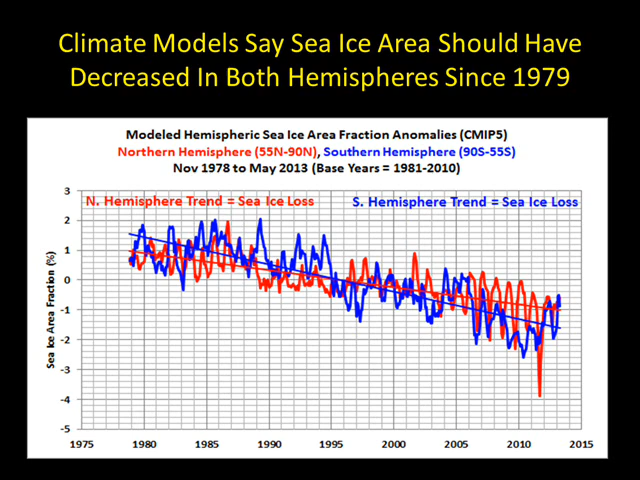 Climate Models Say Sea Ice Area Should Have
Decreased In Both Hemispheres Since 1979
Modeled Hemispheric Sea Ice Area Fraction Anomalies (CMIP5)
Northern Hemisphere (55N-90N), Southern Hemisphere (90S-55S)
Nov 1978 to May 2013 (Base Years = 1981-2010)
N. Hemisphere Trend = Sea Ice Loss
S. Hemisphere Trend = Sea Ice Loss
Sea Ice Area Fraction (%)
3
2
1
0
-1
-2
-3
-4
-5
1975 1980 1985 1990 1995 2000 2005 2010 2015